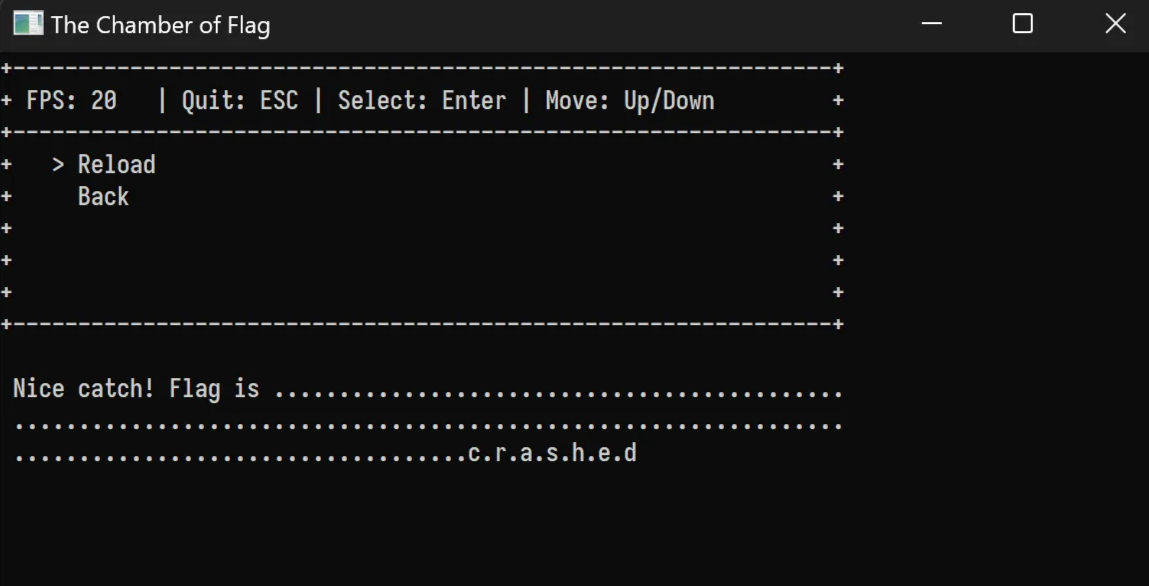 The Chamber of Flag
+---------------------------------------------------------------+
+ FPS: 20   | Quit: ESC | Select: Enter | Move: Up/Down         +
+---------------------------------------------------------------+
+   > Reload                                                    +
+     Back                                                      +
+                                                               +
+                                                               +
+                                                               +
+---------------------------------------------------------------+
Nice catch! Flag is ............................................
................................................................
...................................c.r.a.s.h.e.d